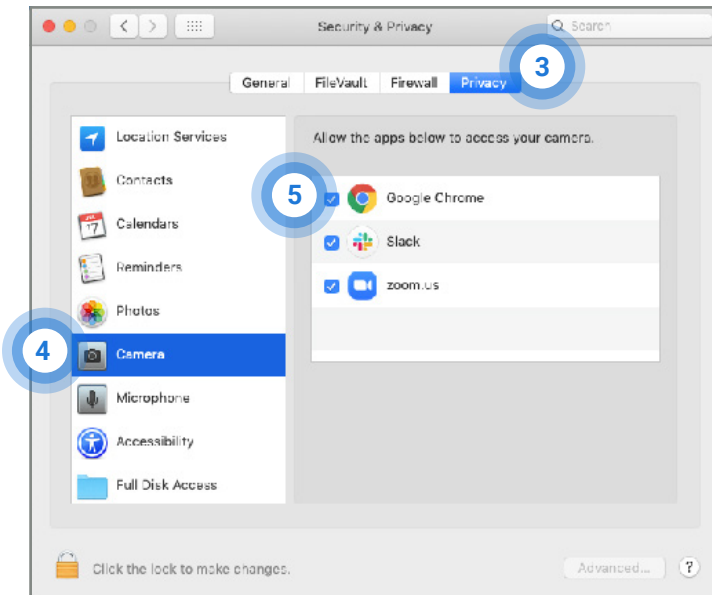 Security & Privacy
Search
3
General FileVault Firewall Privacy
Location Services
Allow the apps below to access your camera.
Contacts
5
Google Chrome
JUL
17
Calendars
Slack
Reminders
zoom.us
Photos
4
Camera
Microphone
Accessibility
Full Disk Access
Click the lock to make changes.
Advanced...
?